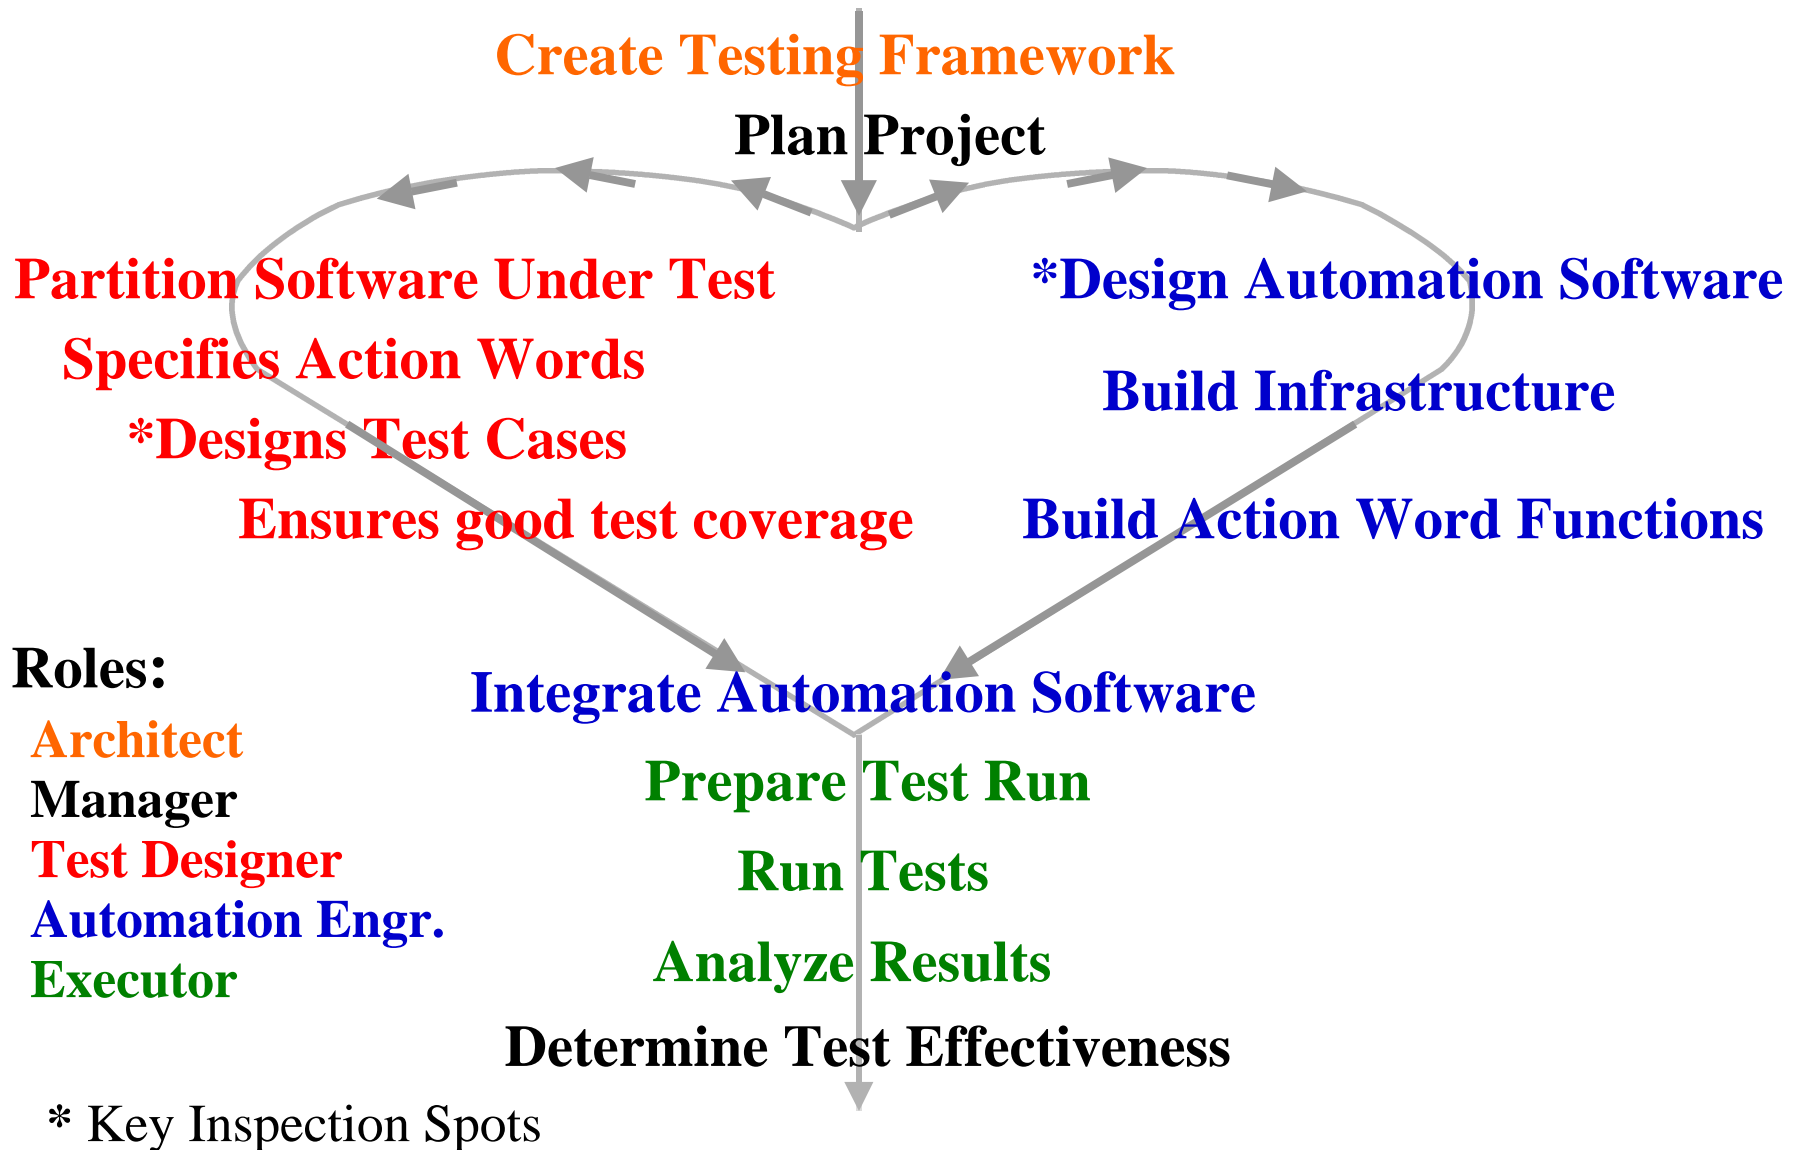 Create Testing Framework
Plan Project
Partition Software Under Test
Specifies Action Words
*Designs Test Cases
Ensures good test coverage
*Design Automation Software
Build Infrastructure
Build Action Word Functions
Integrate Automation Software
Prepare Test Run
Run Tests
Analyze Results
Determine Test Effectiveness
Roles:
Architect
Manager
Test Designer
Automation Engr.
Executor
* Key Inspection Spots